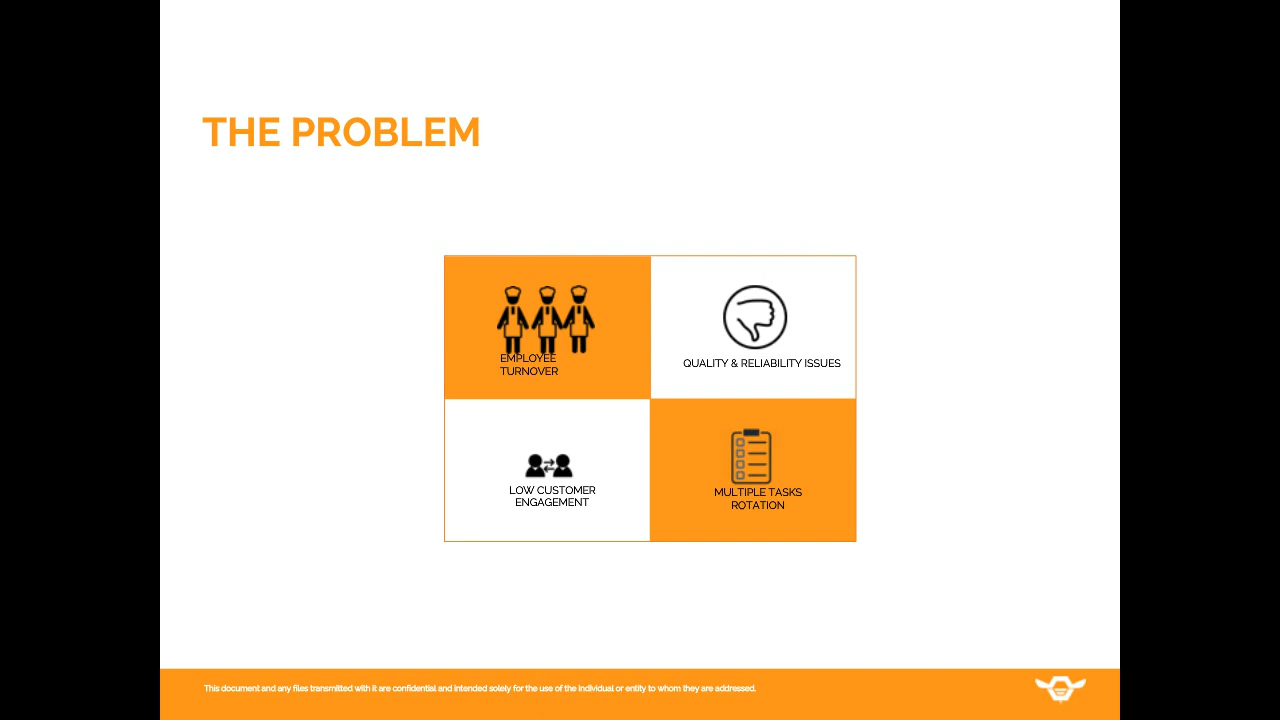 THE PROBLEM
EMPLOYEE
TURNOVER
QUALITY & RELIABILITY ISSUES
LOW CUSTOMER
ENGAGEMENT
MULTIPLE TASKS
ROTATION
This document and any files transmitted with it are confidential and intended solely for the use of the individual or entity to whom they are addressed.